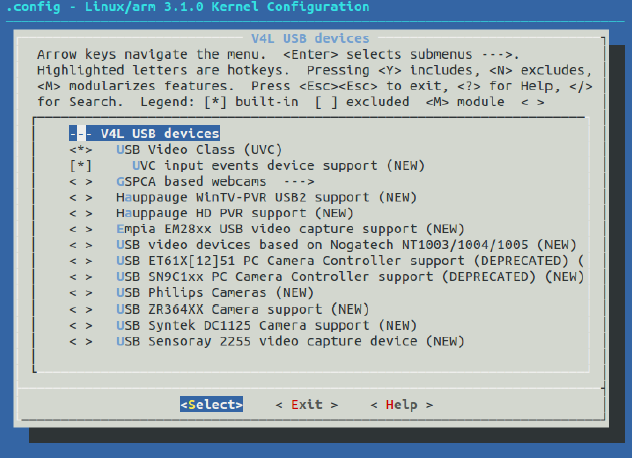 .config - Linux/arm 3.1.0 Kernel Configuration
V4L USB devices
Arrow keys navigate the menu.  <Enter> selects submenus --->.
Highlighted letters are hotkeys.  Pressing <Y> includes, <N> excludes,
<M> modularizes features.  Press <Esc><Esc> to exit, <?> for Help, </>
for Search.  Legend: [*] built-in  [ ] excluded  <M> module  < >
--- V4L USB devices
<*>   USB Video Class (UVC)
[*]     UVC input events device support (NEW)
< >   GSPCA based webcams  --->
< >   Hauppauge WinTV-PVR USB2 support (NEW)
< >   Hauppauge HD PVR support (NEW)
< >   Empia EM28xx USB video capture support (NEW)
< >   USB video devices based on Nogatech NT1003/1004/1005 (NEW)
< >   USB ET61X[12]51 PC Camera Controller support (DEPRECATED) (
< >   USB SN9C1xx PC Camera Controller support (DEPRECATED) (NEW)
< >   USB Philips Cameras (NEW)
< >   USB ZR364XX Camera support (NEW)
< >   USB Syntek DC1125 Camera support (NEW)
< >   USB Sensoray 2255 video capture device (NEW)
<Select>    < Exit >    < Help >